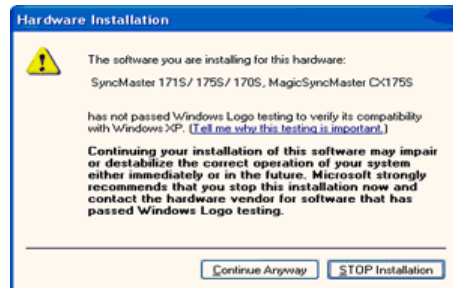 Hardware Installation
The software you are installing for this hardware:
SyncMaster 171S/ 175S/ 170S, MagicSyncMaster CX175S
has not passed Windows Logo testing to verify its compatibility
with Windows XP. (Tell me why this testing is important.)
Continuing your installation of this software may impair
or destabilize the correct operation of your system
either immediately or in the future. Microsoft strongly
recommends that you stop this installation now and
contact the hardware vendor for software that has
passed Windows Logo testing.
Continue Anyway
STOP Installation